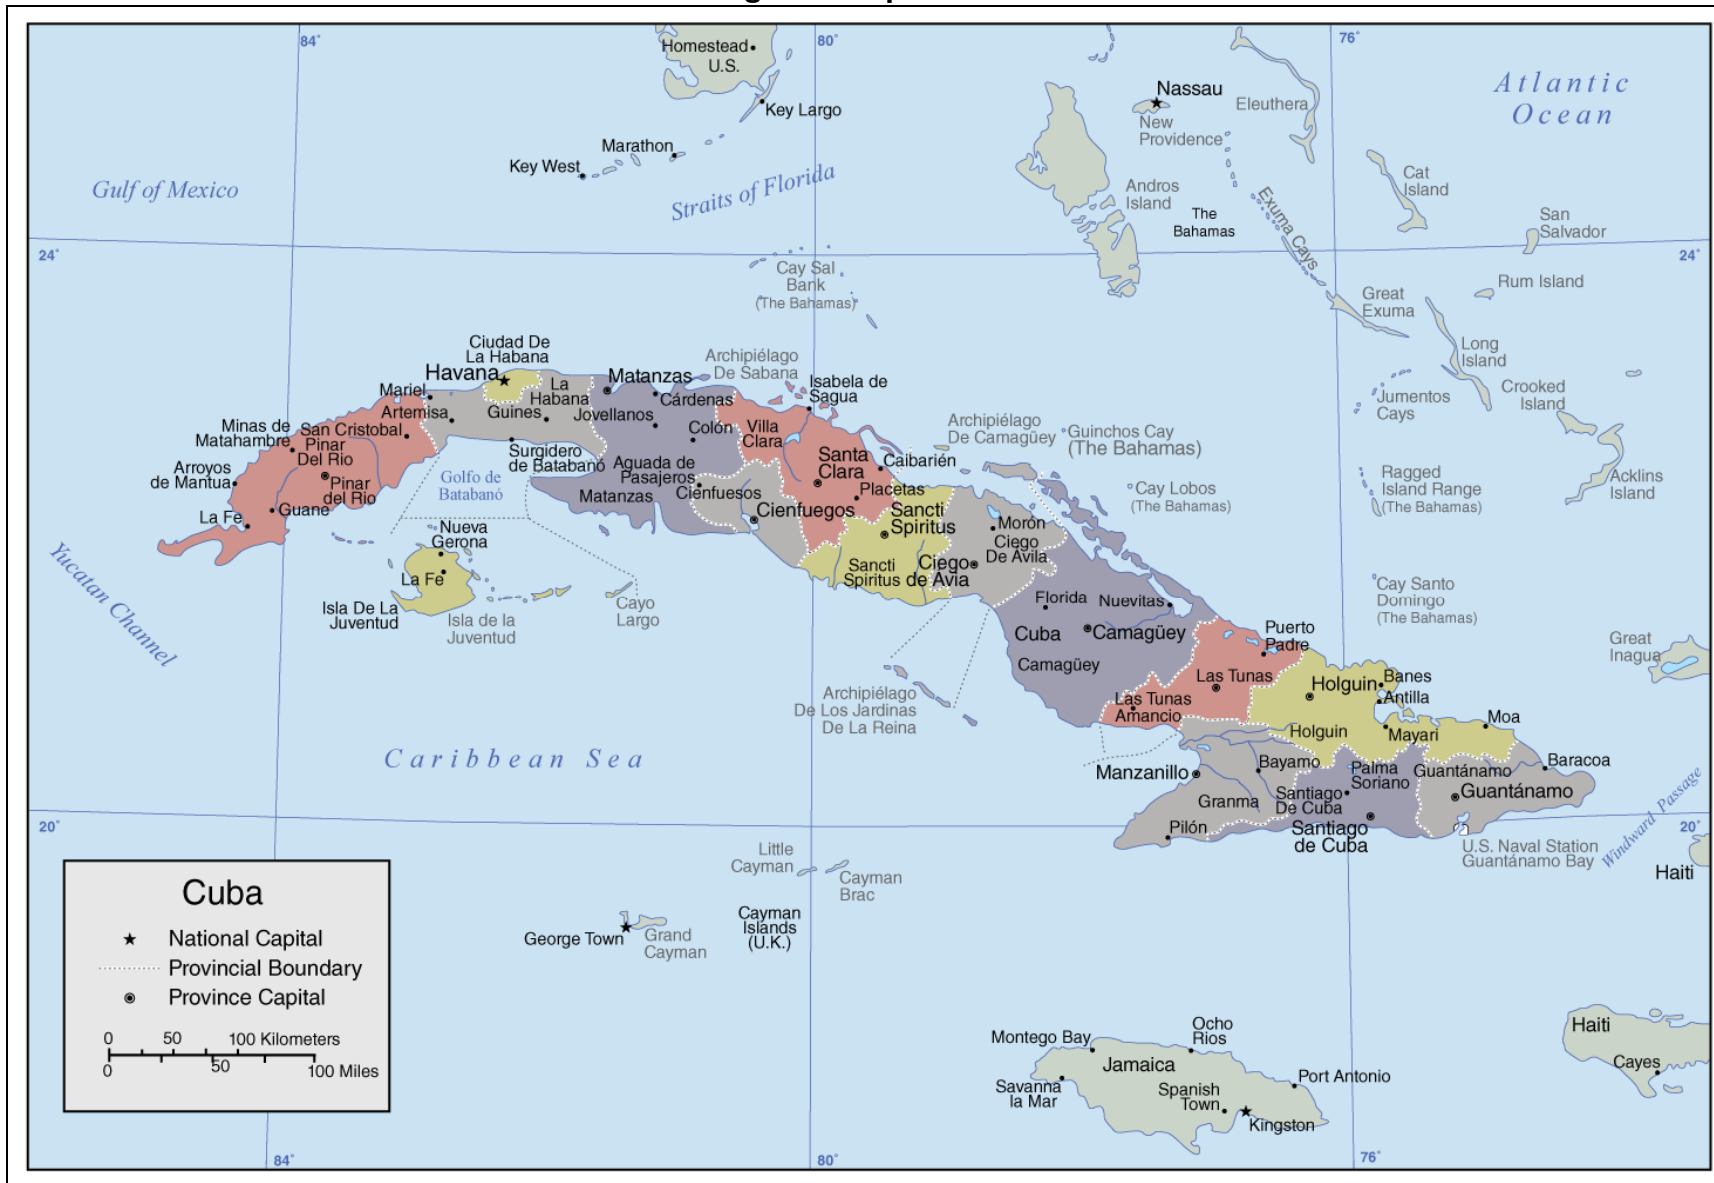 84°
80°
76°
Homestead
U.S.
Key Largo
Marathon
Key West
Gulf of Mexico
Straits of Florida
Atlantic
Ocean
Nassau
New
Providence
Eleuthera
Andros
Island
The
Bahamas
Exuma Cays
Cat
Island
San
Salvador
24°
24°
Cay Sal
Bank
(The Bahamas)
Rum Island
Great
Exuma
Long
Island
Crooked
Island
Jumentos
Cays
Acklins
Island
Ragged
Island Range
(The Bahamas)
Guinchos Cay
(The Bahamas)
Cay Lobos
(The Bahamas)
Cay Santo
Domingo
(The Bahamas)
Great
Inagua
Ciudad De
La Habana
Havana
Mariel
Artemisa
La
Habana
Guines
Matanzas
Cárdenas
Jovellanos
Colón
Archipiélago
De Sabana
Isabela de
Sagua
Villa
Clara
Santa
Clara
Caibarién
Placetas
Archipiélago
De Camagüey
Minas de
Matahambre
San Cristobal
Pinar
Del Rio
Arroyos
de Mantua
Pinar
del Rio
La Fe
Guane
Surgidero
de Batabanó
Golfo de
Batabanó
Aguada de
Pasajeros
Matanzas
Cienfuesos
Cienfuegos
Sancti
Spiritus
Sancti
Spiritus
Morón
Ciego
De Avila
Ciego
de Avia
Nueva
Gerona
La Fe
Isla De La
Juventud
Isla de la
Juventud
Cayo
Largo
Yucatan Channel
Florida
Nuevitas
Cuba
Camagüey
Camagüey
Puerto
Padre
Las Tunas
Las Tunas
Amancio
Holguin
Banes
Antilla
Holguin
Mayari
Moa
Archipiélago
De Los Jardinas
De La Reina
Caribbean Sea
Manzanillo
Bayamo
Granma
Pilón
Palma
Soriano
Santiago
De Cuba
Santiago
de Cuba
Guantánamo
Guantánamo
Baracoa
U.S. Naval Station
Guantánamo Bay
Windward Passage
20°
20°
Haiti
Little
Cayman
Cayman
Brac
Cayman
Islands
(U.K.)
George Town
Grand
Cayman
Cuba
National Capital
Provincial Boundary
Province Capital
0 50 100 Kilometers
0 50 100 Miles
Montego Bay
Ocho
Rios
Jamaica
Savanna
la Mar
Spanish
Town
Port Antonio
Kingston
Haiti
Cayes
84°
80°
76°